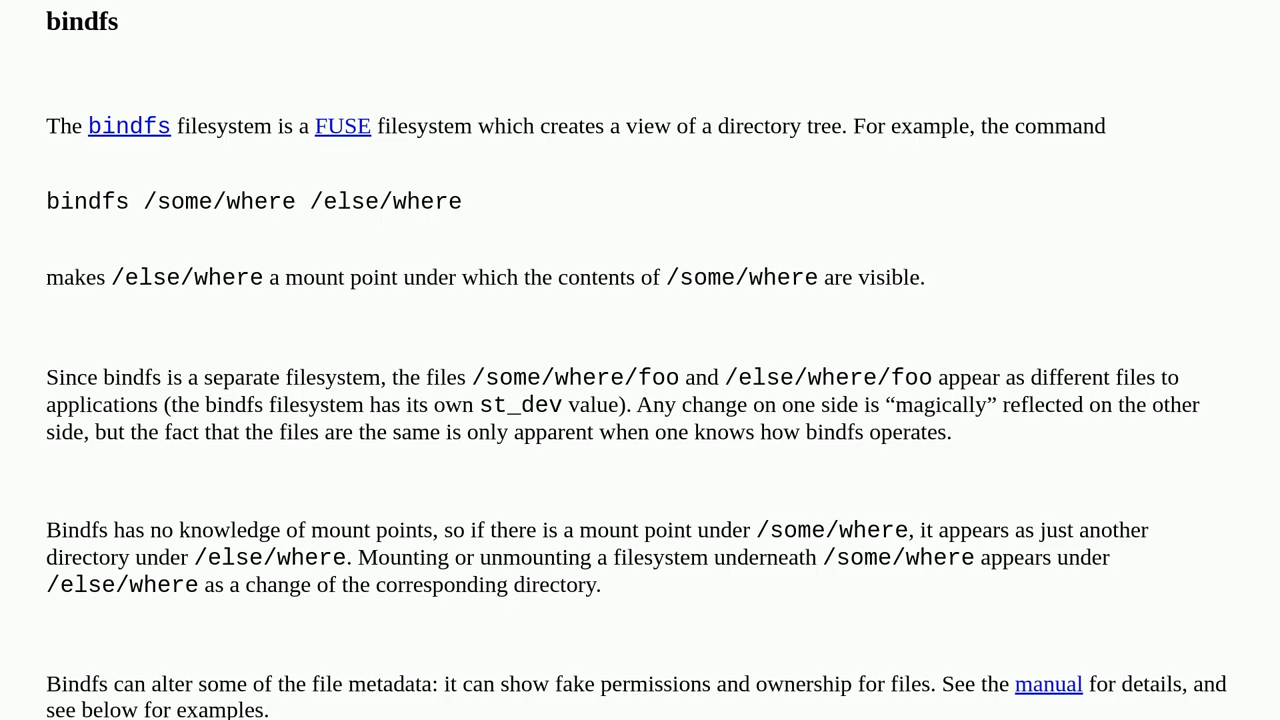 bindfs
The bindfs filesystem is a FUSE filesystem which creates a view of a directory tree. For example, the command
bindfs /some/where /else/where
makes /else/where a mount point under which the contents of /some/where are visible.
Since bindfs is a separate filesystem, the files /some/where/foo and /else/where/foo appear as different files to
applications (the bindfs filesystem has its own st_dev value). Any change on one side is “magically” reflected on the other
side, but the fact that the files are the same is only apparent when one knows how bindfs operates.
Bindfs has no knowledge of mount points, so if there is a mount point under /some/where, it appears as just another
directory under /else/where. Mounting or unmounting a filesystem underneath /some/where appears under
/else/where as a change of the corresponding directory.
Bindfs can alter some of the file metadata: it can show fake permissions and ownership for files. See the manual for details, and
see below for examples.